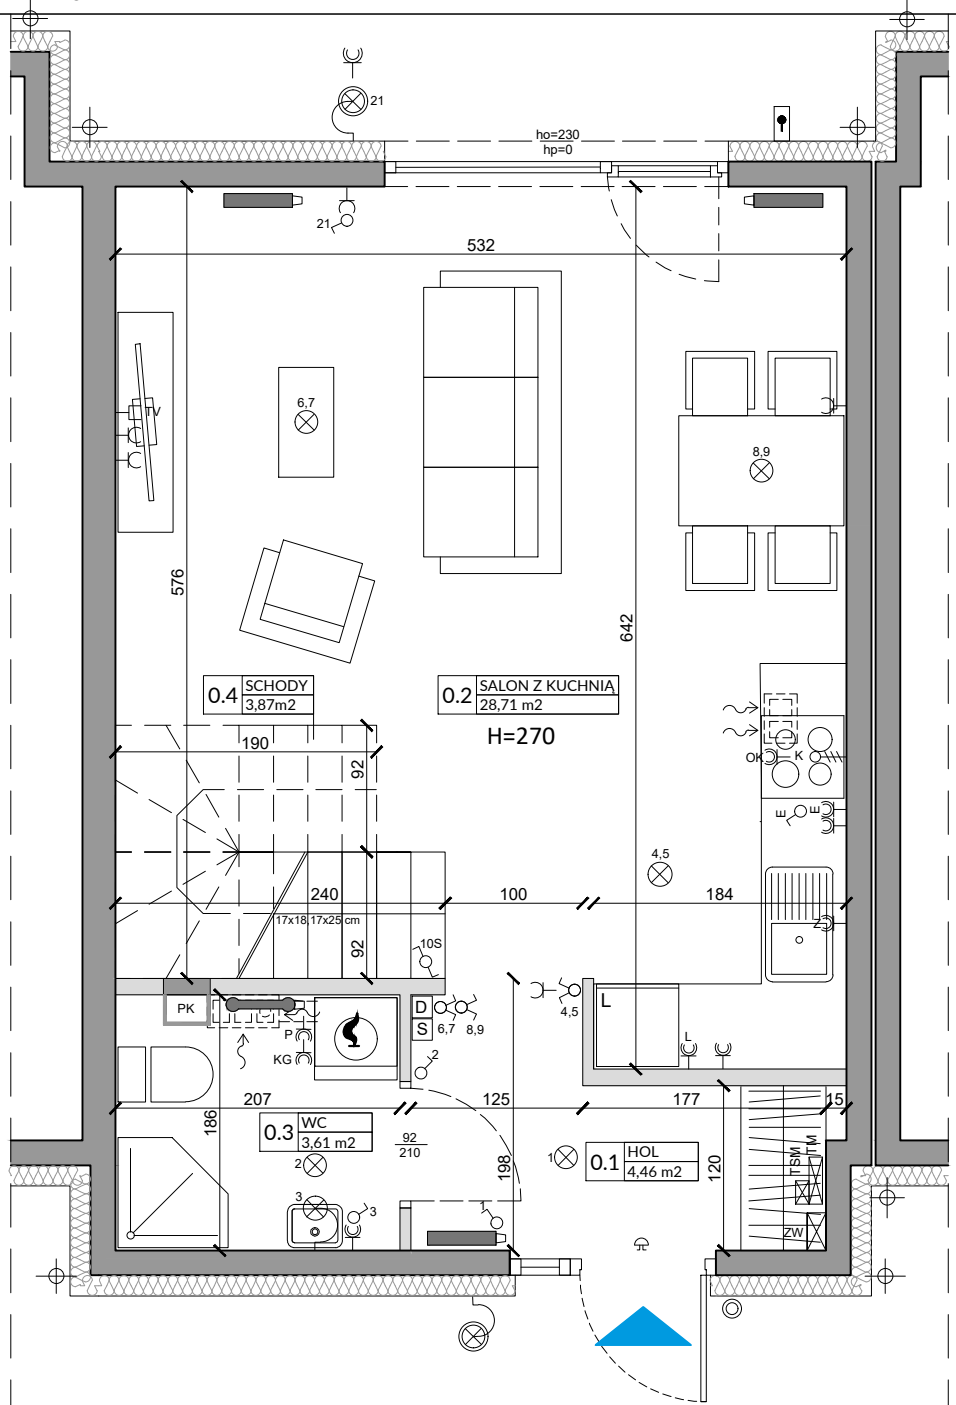 21
ho=230
hp=0
21
532
TV
6,7
8,9
576
642
0.4
SCHODY
3,87m2
0.2
SALON Z KUCHNIĄ
28,71 m2
H=270
190
92
OK
K
E
E
4,5
240
100
184
17x18,17x25 cm
92
10S
Z
PK
D
S
6,7
8,9
4,5
L
P
KG
2
L
207
125
177
15
186
0.3
WC
3,61 m2
92
210
198
1
0.1
HOL
4,46 m2
120
TSM
TM
2
3
3
1
ZW